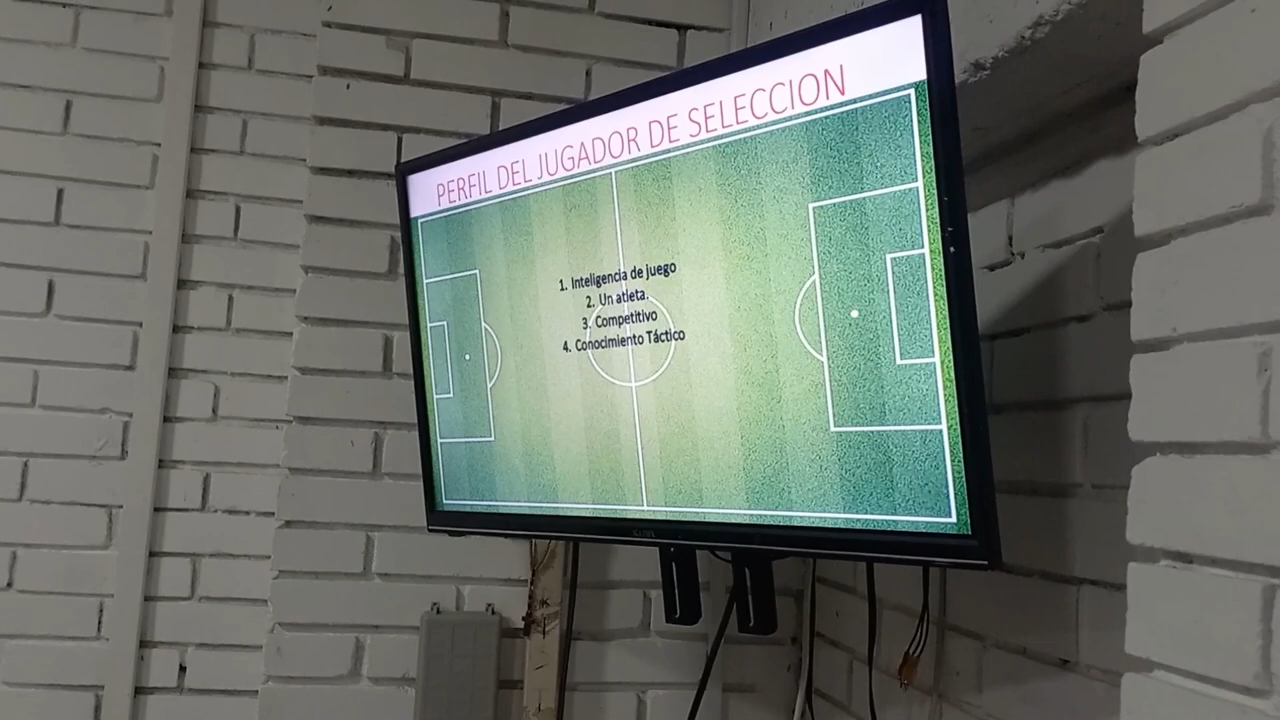 PERFIL DEL JUGADOR DE SELECCION
1. Inteligencia de juego
2. Un atleta.
3. Competitivo
4. Conocimiento Táctico